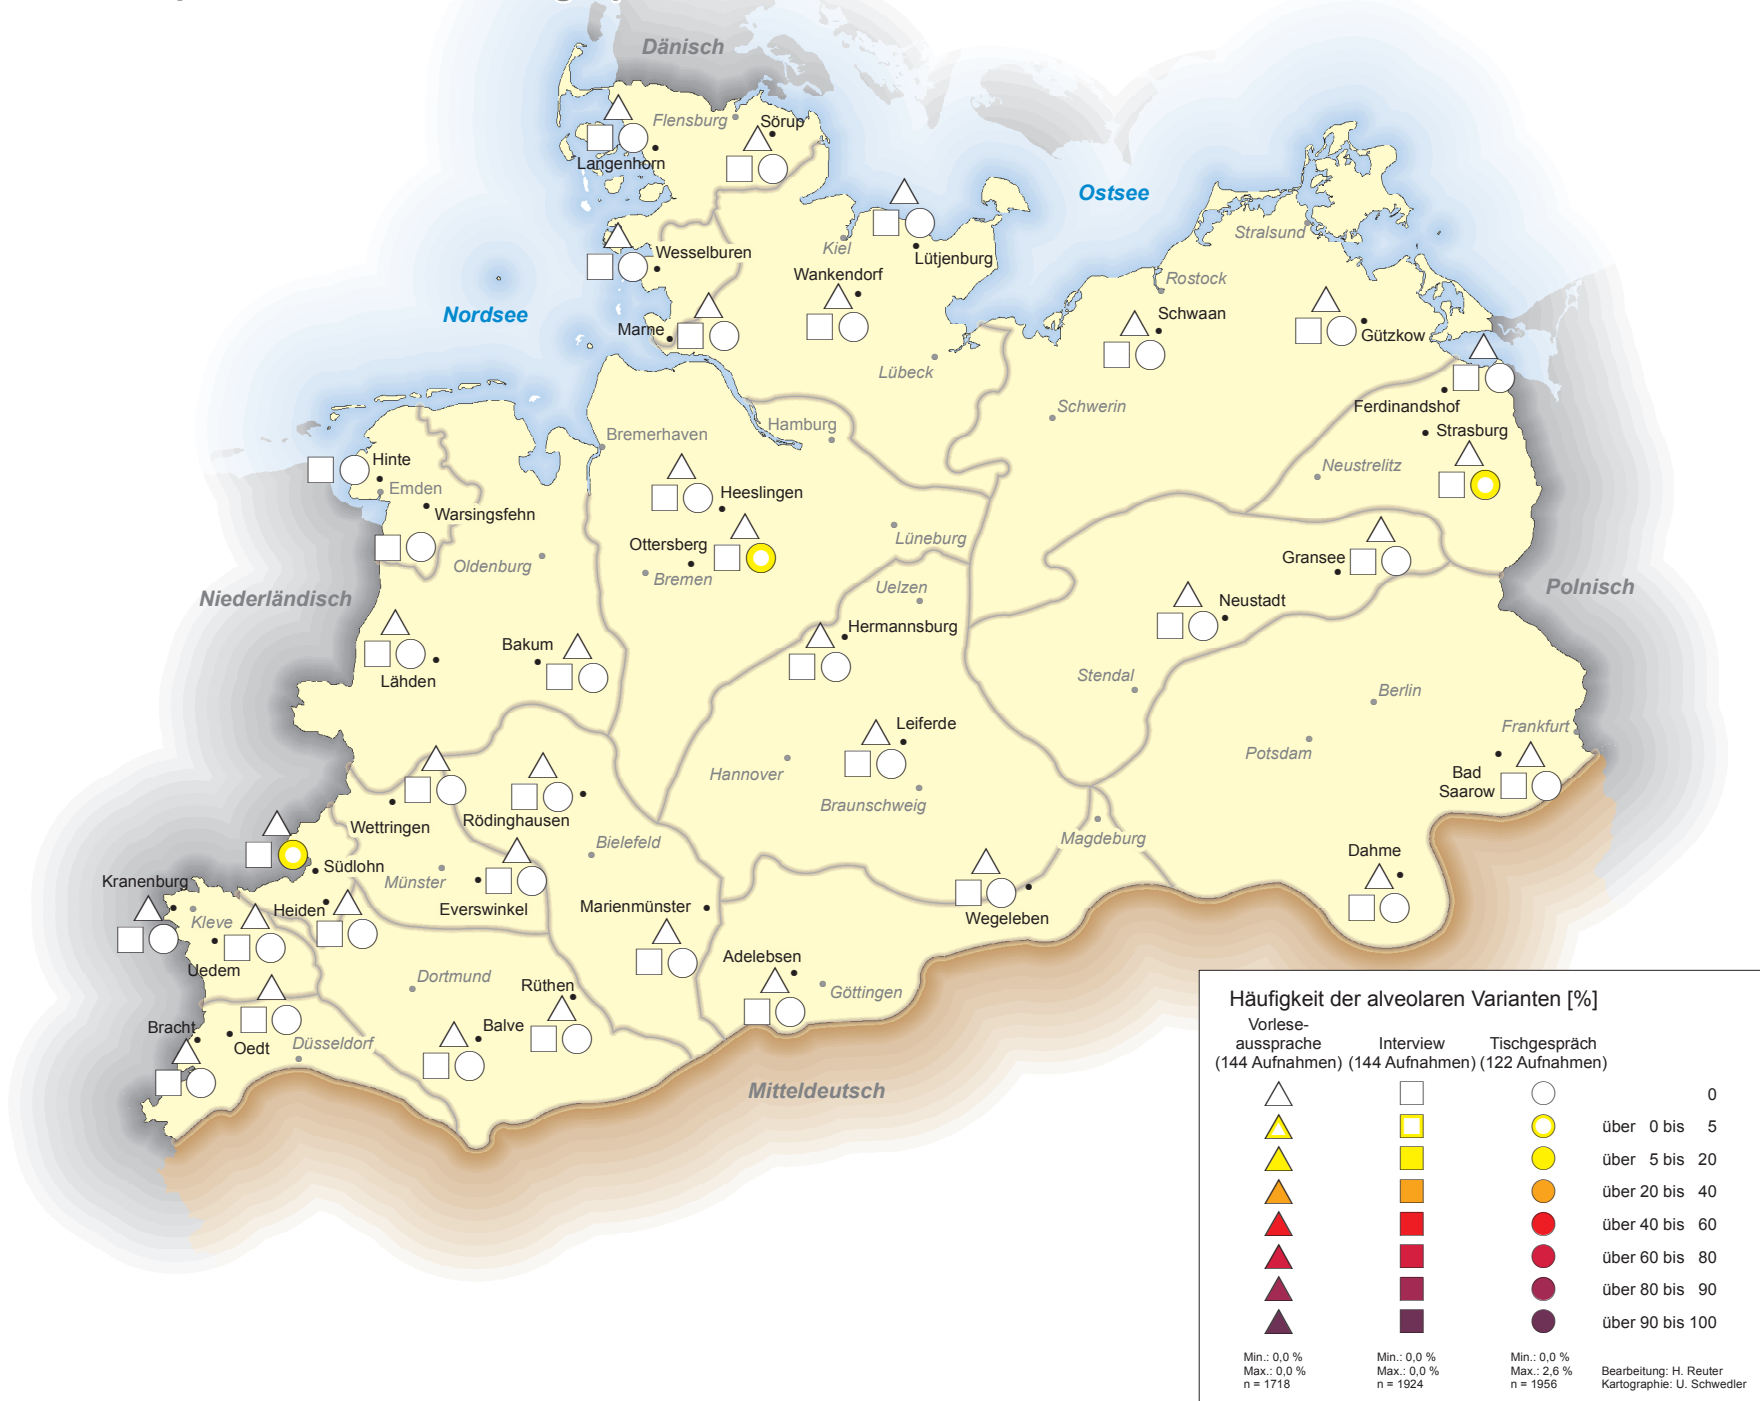 Dänisch
Flensburg
Sörup
Langenhorn
Ostsee
Stralsund
Kiel
Wesselburen
Lütjenburg
Wankendorf
Rostock
Nordsee
Schwaan
Marne
Gützkow
Lübeck
Ferdinandshof
Schwerin
Hamburg
Bremerhaven
Strasburg
Hinte
Neustrelitz
Emden
Heeslingen
Warsingsfehn
Lüneburg
Ottersberg
Gransee
Oldenburg
Bremen
Uelzen
Polnisch
Niederländisch
Neustadt
Hermannsburg
Bakum
Lähden
Stendal
Berlin
Leiferde
Frankfurt
Potsdam
Hannover
Bad
Saarow
Braunschweig
Wettringen
Rödinghausen
Bielefeld
Magdeburg
Dahme
Südlohn
Münster
Kranenburg
Heiden
Everswinkel
Marienmünster
Wegeleben
Kleve
Adelebsen
Uedem
Dortmund
Rüthen
Göttingen
Bracht
Balve
Oedt
Düsseldorf
Mitteldeutsch
Häufigkeit der alveolaren Varianten [%]
Vorlese-
aussprache
(144 Aufnahmen)
Interview
(144 Aufnahmen)
Tischgespräch
(122 Aufnahmen)
0
über 0 bis 5
über 5 bis 20
über 20 bis 40
über 40 bis 60
über 60 bis 80
über 80 bis 90
über 90 bis 100
Min.: 0,0 %
Max.: 0,0 %
n = 1718
Min.: 0,0 %
Max.: 0,0 %
n = 1924
Min.: 0,0 %
Max.: 2,6 %
n = 1956
Bearbeitung: H. Reuter
Kartographie: U. Schwedler